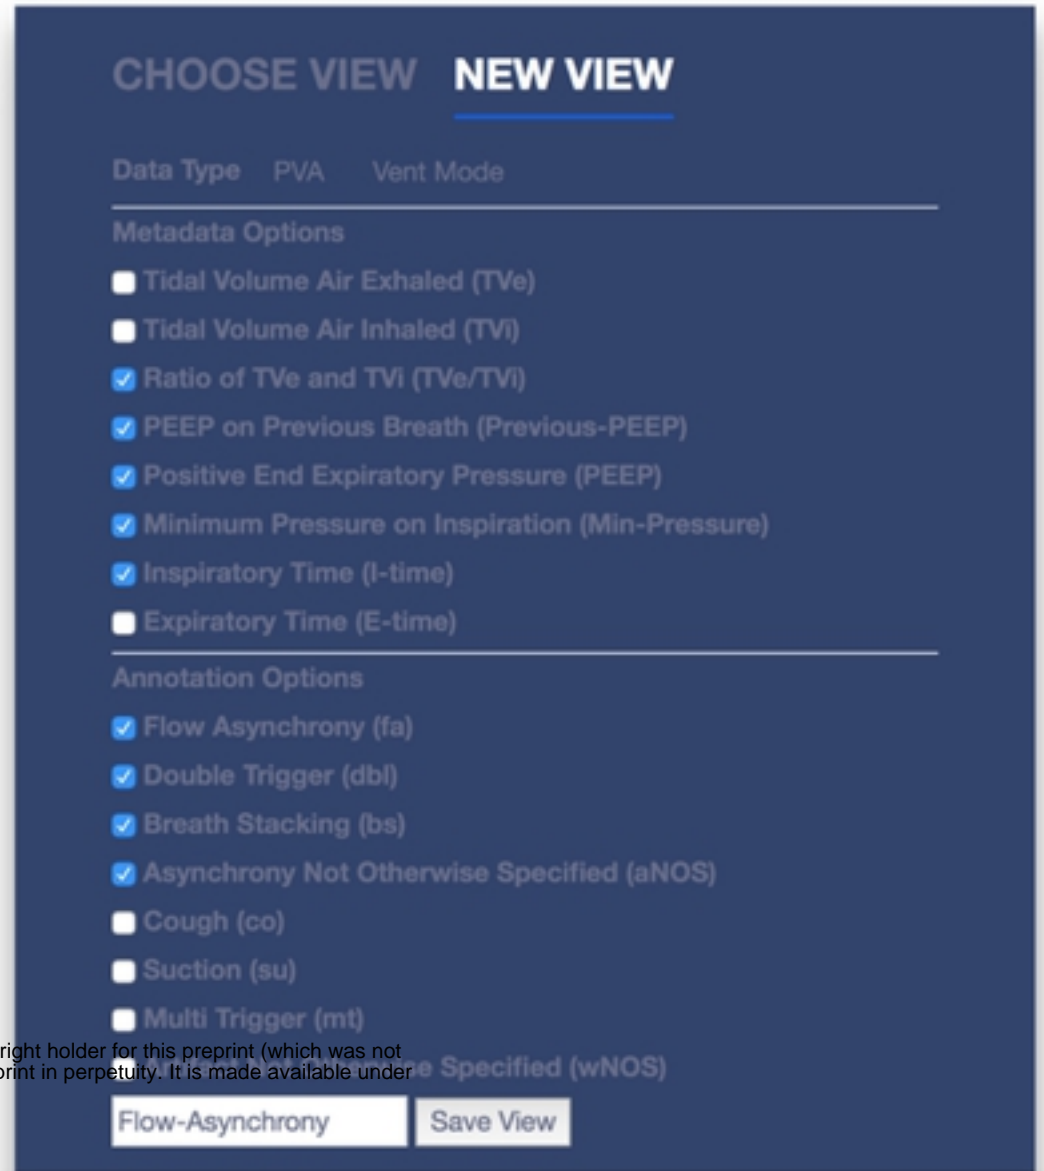 CHOOSE VIEW NEW VIEW
Data Type PVA Vent Mode
Metadata Options
Tidal Volume Air Exhaled (TVe)
Tidal Volume Air Inhaled (TVi)
Ratio of TVe and TVi (TVe/TVi)
PEEP on Previous Breath (Previous-PEEP)
Positive End Expiratory Pressure (PEEP)
Minimum Pressure on Inspiration (Min-Pressure)
Inspiratory Time (I-time)
Expiratory Time (E-time)
Annotation Options
Flow Asynchrony (fa)
Double Trigger (dbl)
Breath Stacking (bs)
Asynchrony Not Otherwise Specified (aNOS)
Cough (co)
Suction (su)
Multi Trigger (mt)
right holder for this preprint (which was not
print in perpetuity. It is made available under
Specified (wNOS)
Flow-Asynchrony Save View